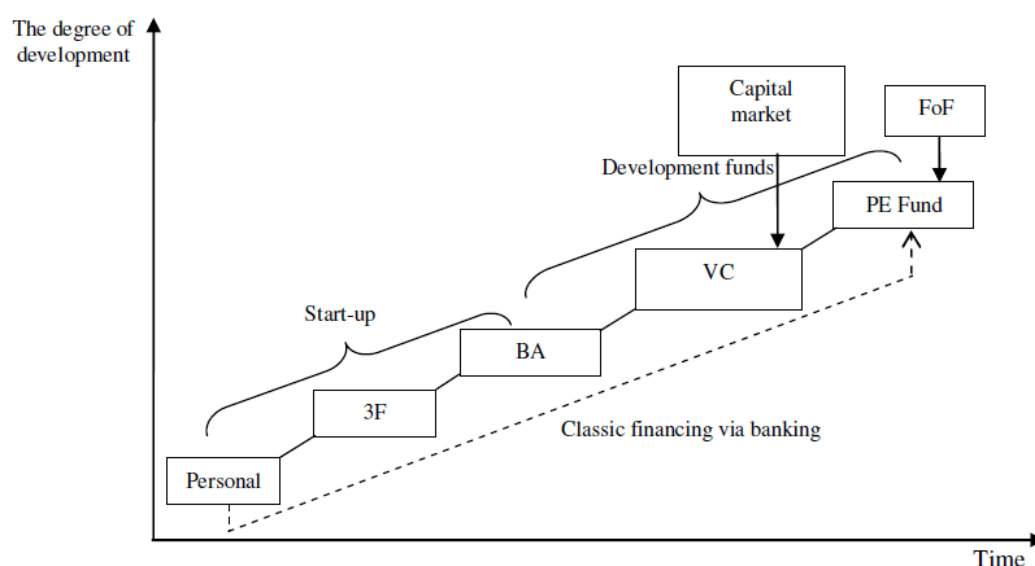 The degree of
development
Capital
market
FoF
Development funds
PE Fund
VC
Start-up
BA
3F
Classic financing via banking
Personal
Time